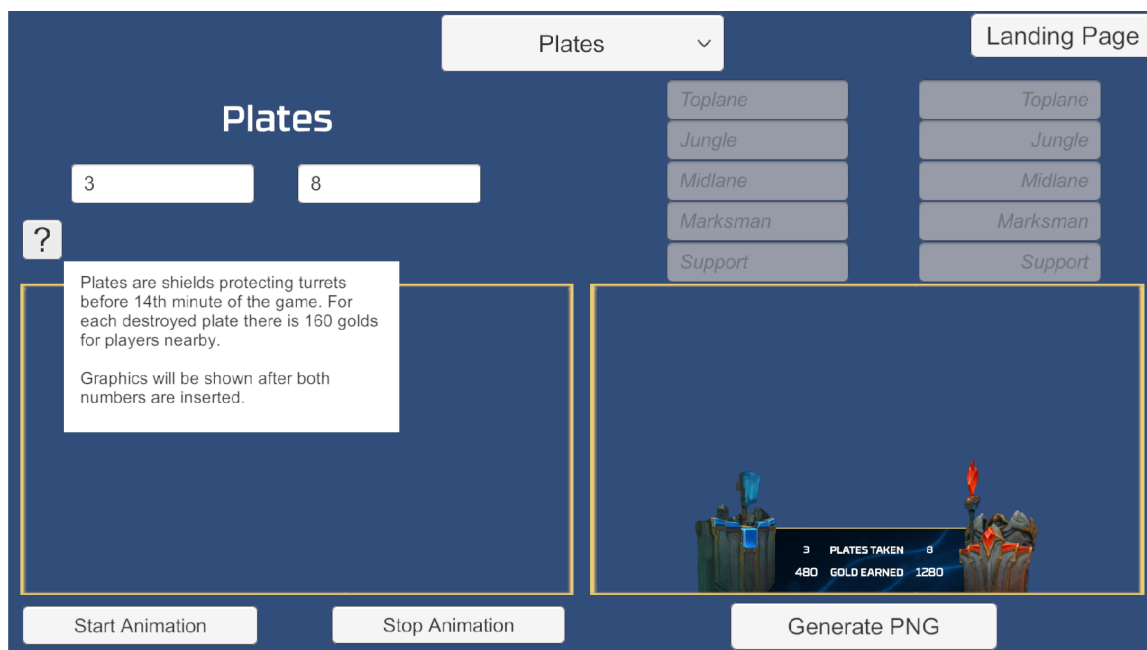 Plates
Landing Page
Plates
3
8
?
Plates are shields protecting turrets
before 14th minute of the game. For
each destroyed plate there is 160 golds
for players nearby.
Graphics will be shown after both
numbers are inserted.
Toplane
Jungle
Midlane
Marksman
Support
Toplane
Jungle
Midlane
Marksman
Support
3 PLATES TAKEN 8
480 GOLD EARNED 1280
Start Animation
Stop Animation
Generate PNG